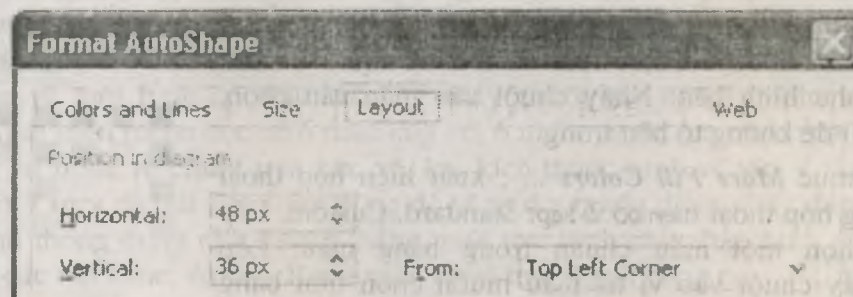 Format AutoShape
Colors and Lines Size Layout Web
Position in diagram
Horizontal: 48 px
Vertical: 36 px From: Top Left Corner